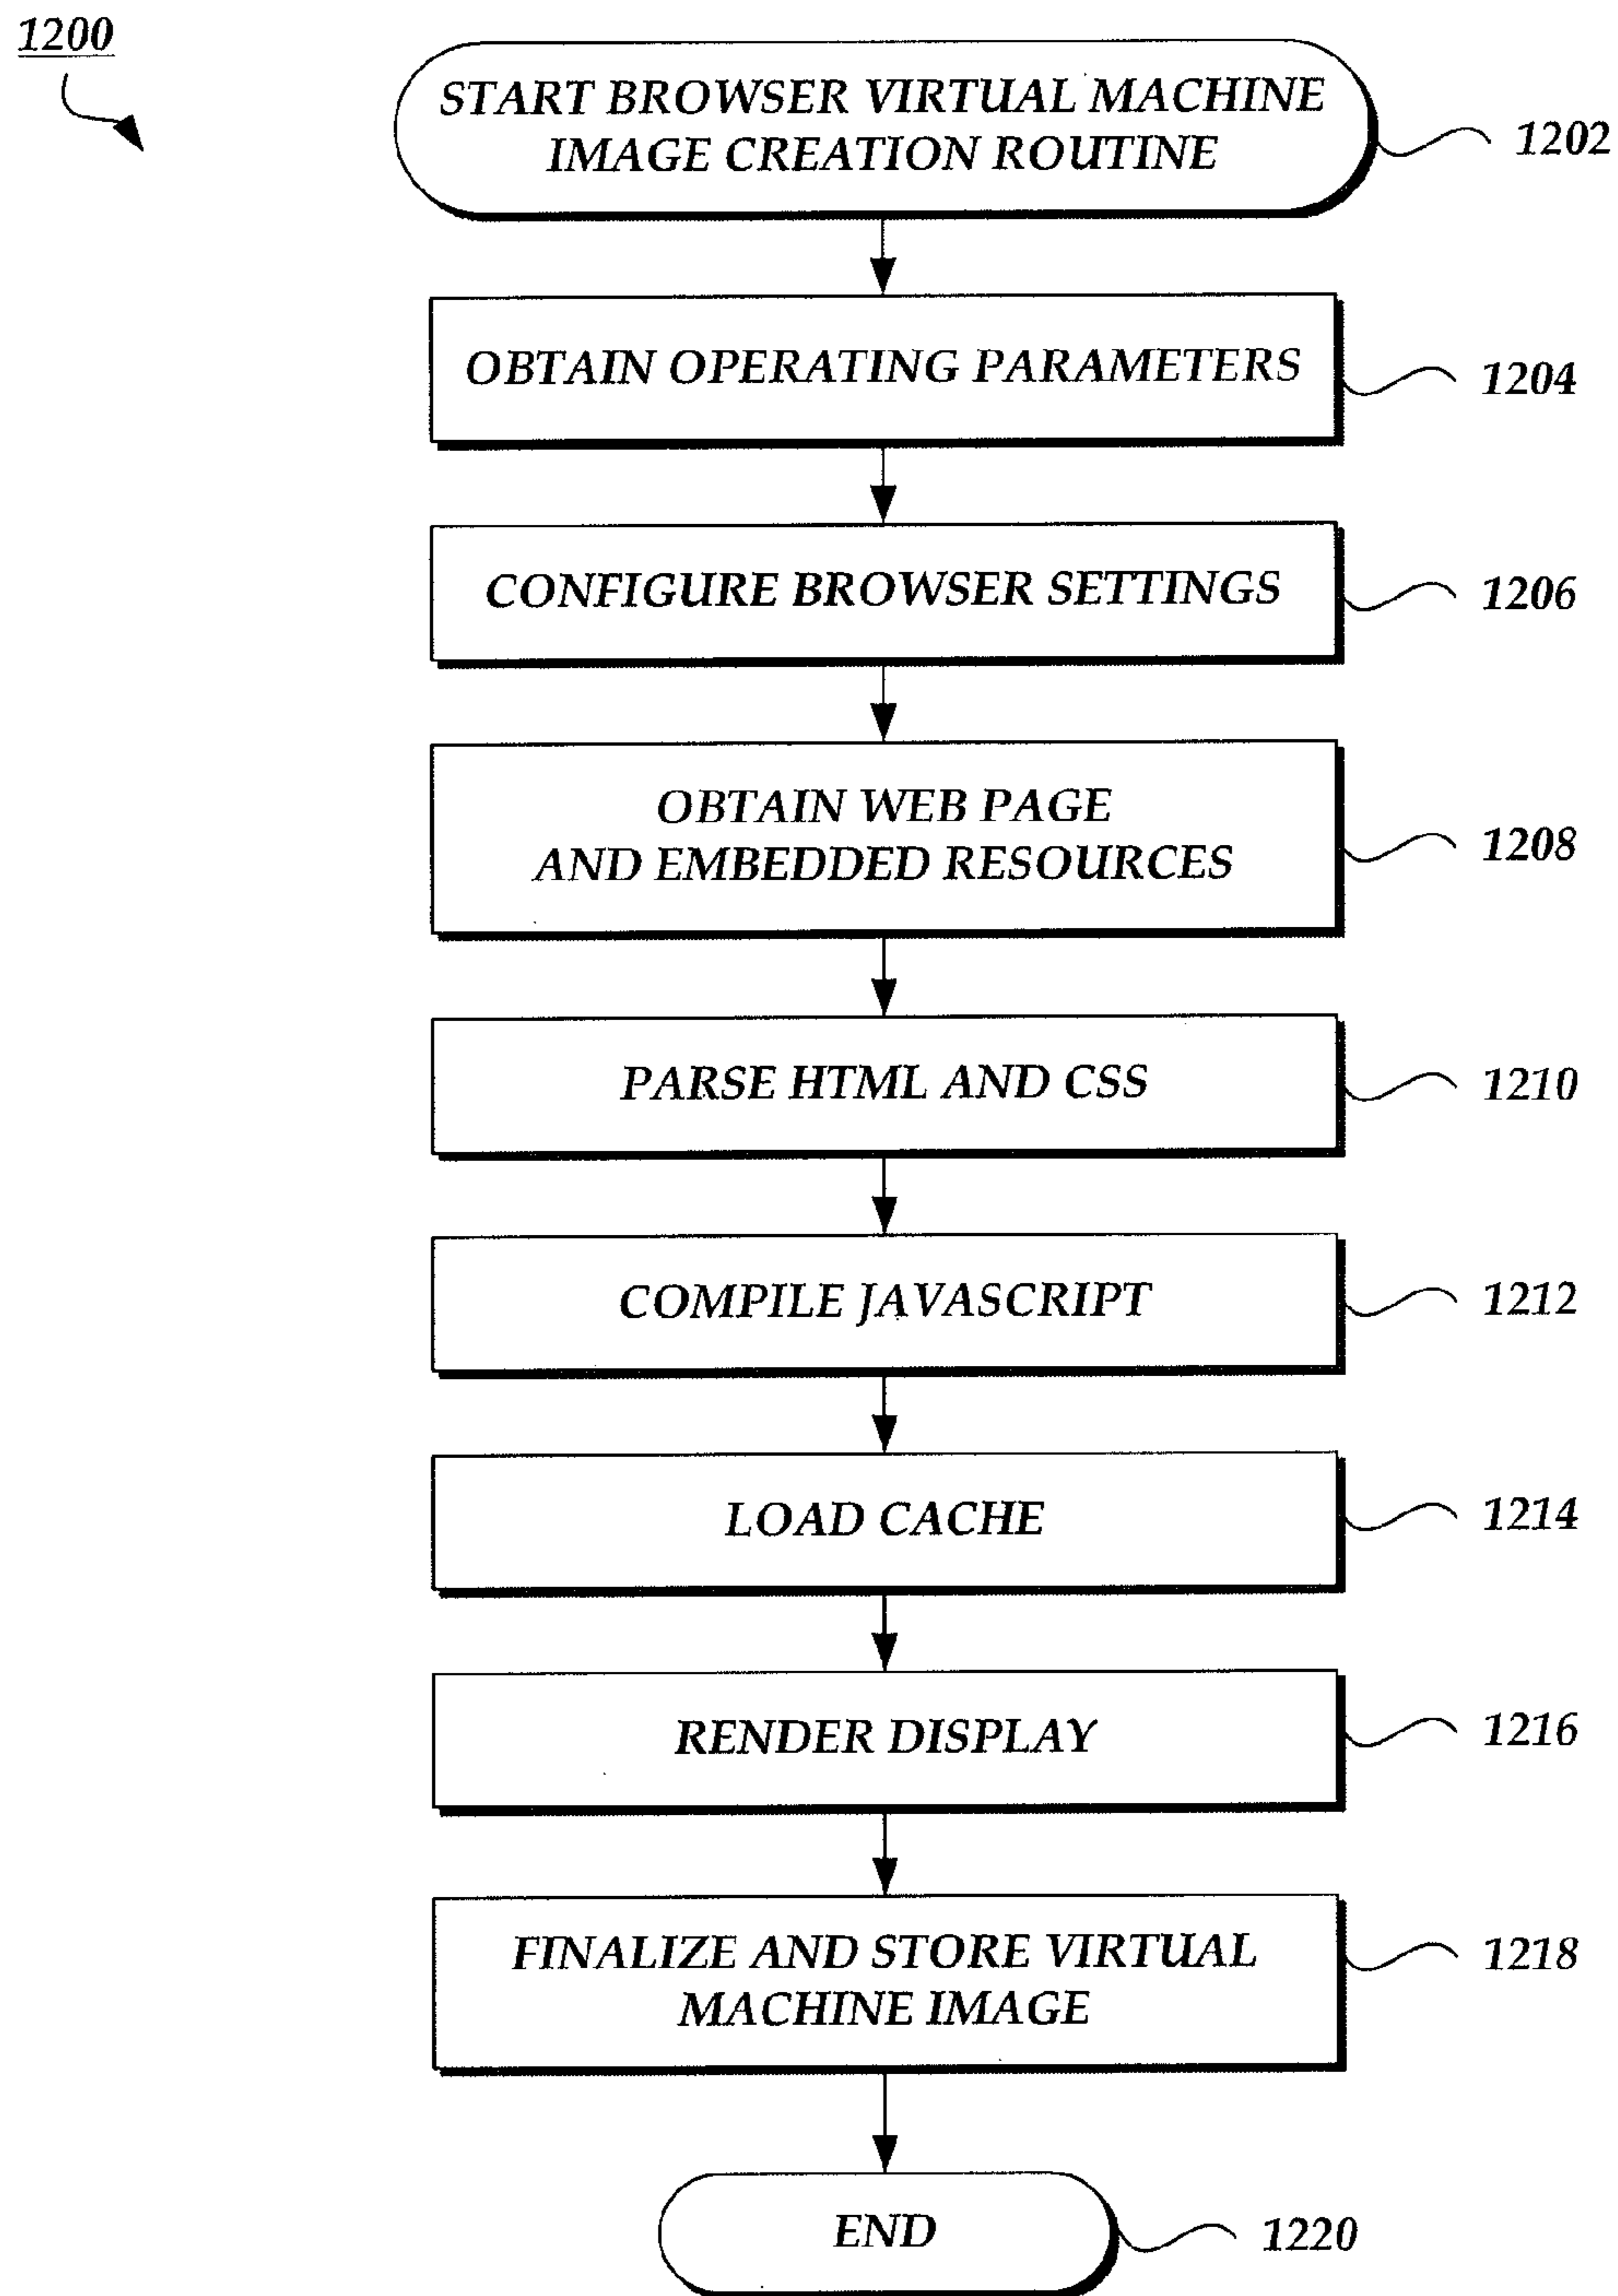 1200
START BROWSER VIRTUAL MACHINE
IMAGE CREATION ROUTINE
1202
OBTAIN OPERATING PARAMETERS
1204
CONFIGURE BROWSER SETTINGS
1206
OBTAIN WEB PAGE
AND EMBEDDED RESOURCES
1208
PARSE HTML AND CSS
1210
COMPILE JAVASCRIPT
1212
LOAD CACHE
1214
RENDER DISPLAY
1216
FINALIZE AND STORE VIRTUAL
MACHINE IMAGE
1218
END
1220